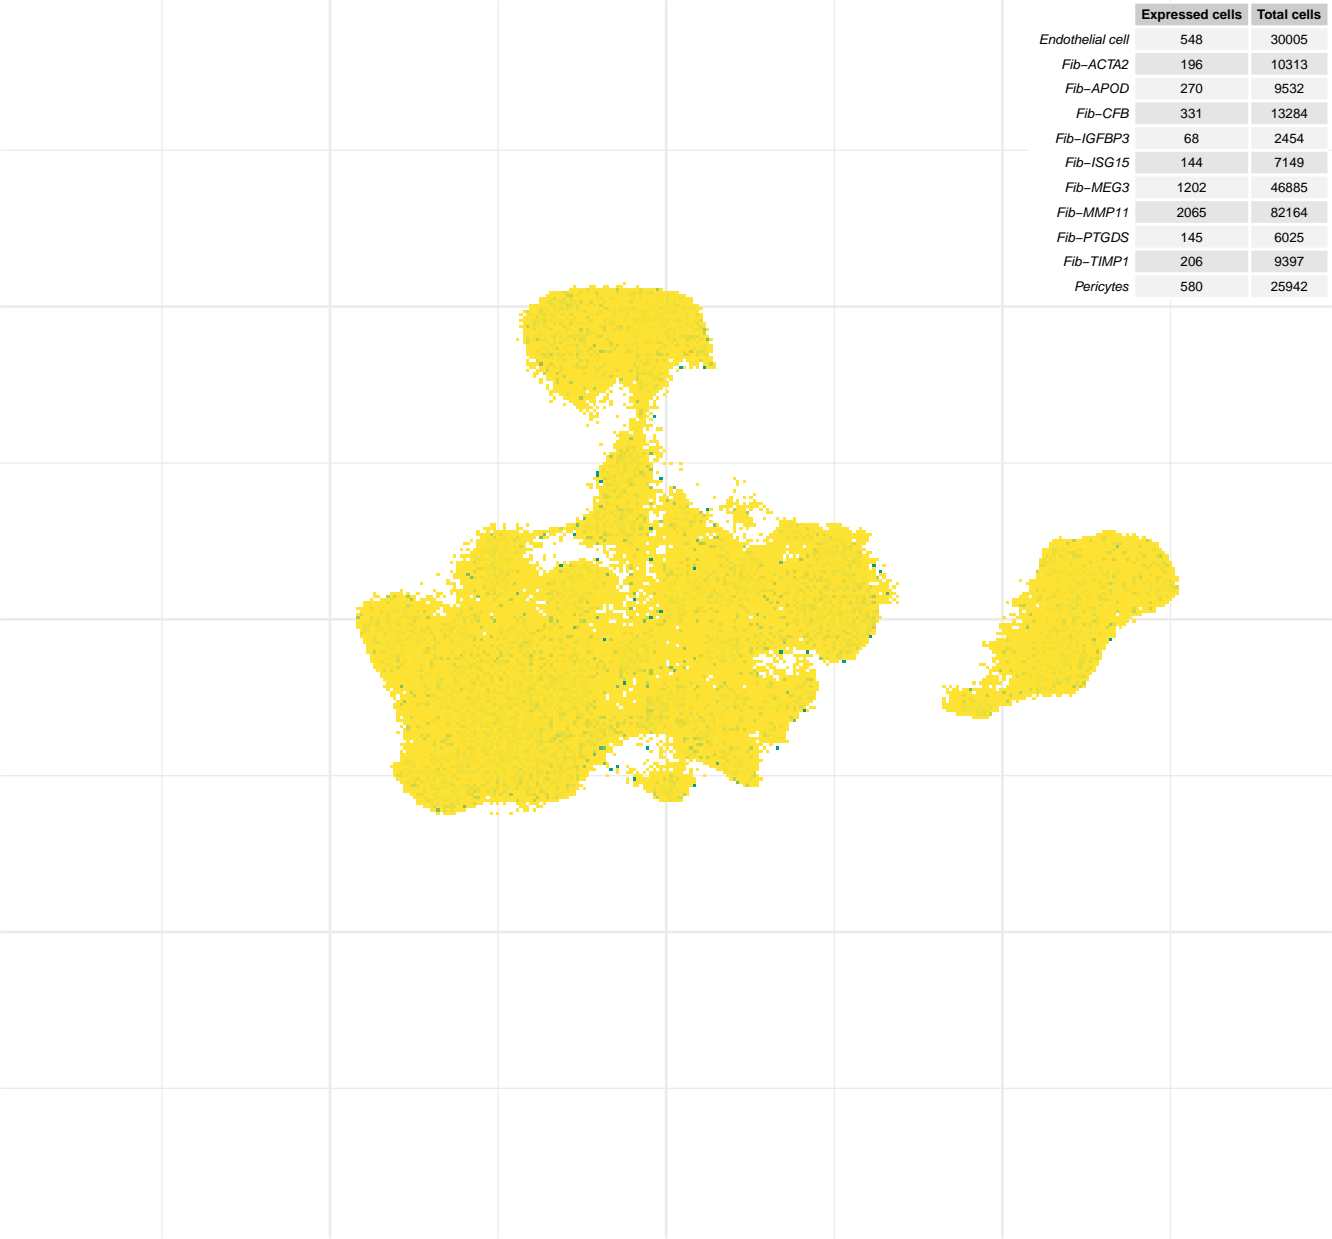 Expressed cells Total cells
Endothelial cell 548 30005
Fib−ACTA2 196 10313
Fib−APOD 270 9532
Fib−CFB 331 13284
Fib−IGFBP3 68 2454
Fib−ISG15 144 7149
Fib−MEG3 1202 46885
Fib−MMP11 2065 82164
Fib−PTGDS 145 6025
Fib−TIMP1 206 9397
Pericytes 580 25942